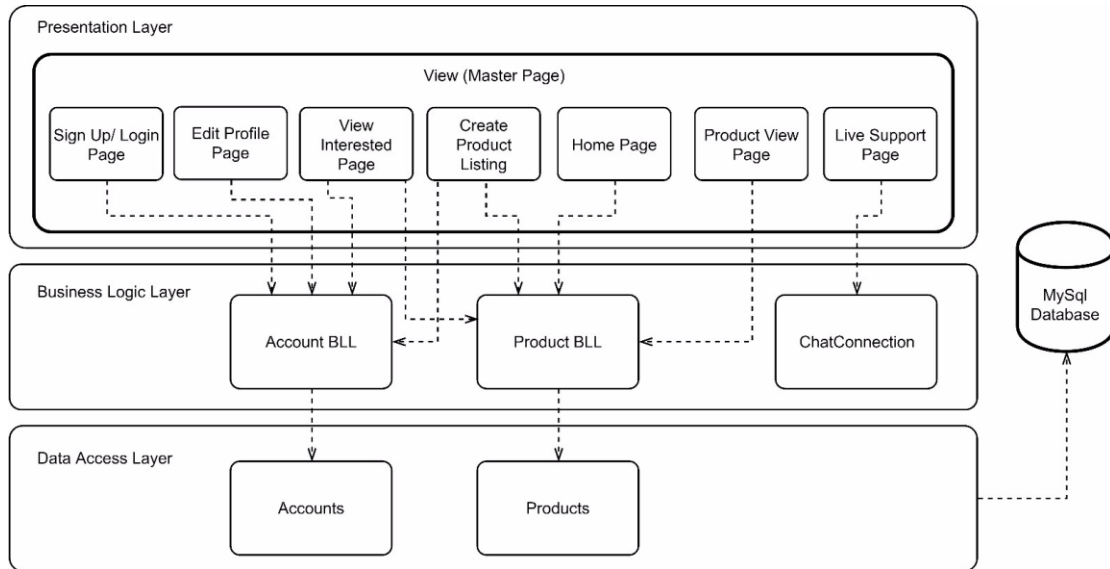 Presentation Layer
View (Master Page)
Sign Up/ Login
Page
Edit Profile
Page
View
Interested
Page
Create
Product
Listing
Home Page
Product View
Page
Live Support
Page
Business Logic Layer
Account BLL
Product BLL
ChatConnection
MySql
Database
Data Access Layer
Accounts
Products